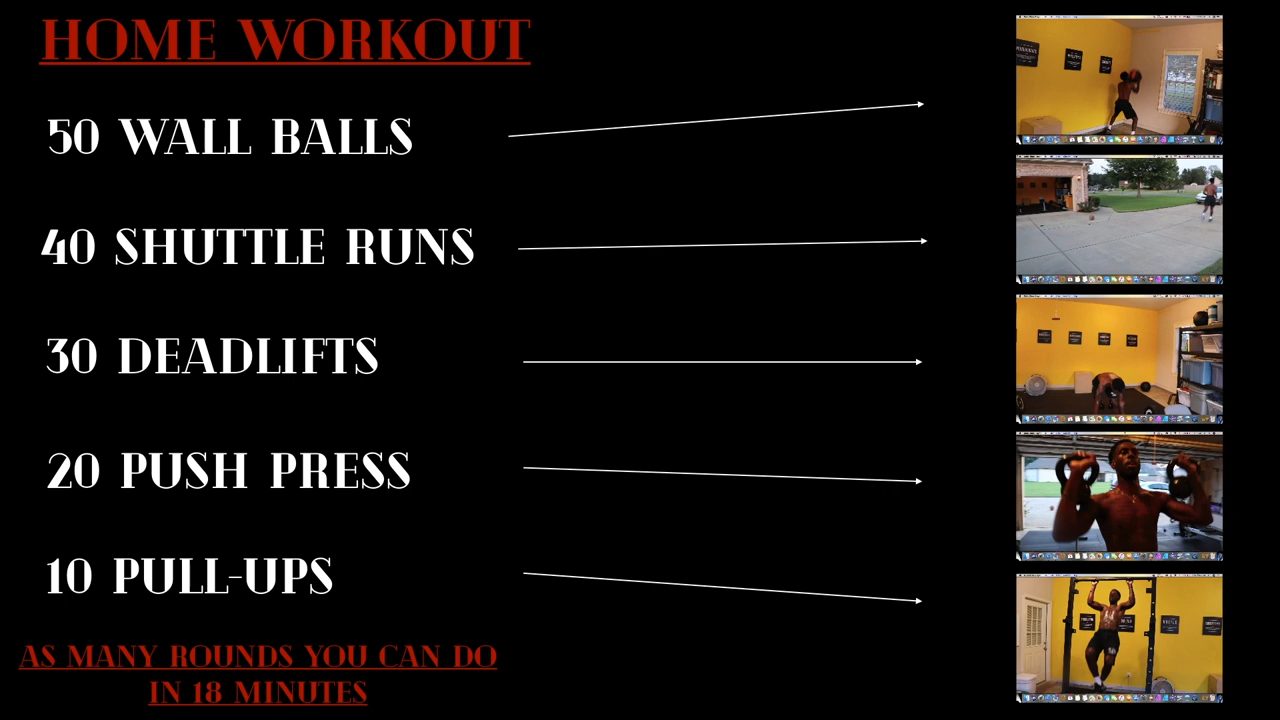 HOME WORKOUT
50 WALL BALLS
40 SHUTTLE RUNS
30 DEADLIFTS
20 PUSH PRESS
10 PULL-UPS
AS MANY ROUNDS YOU CAN DO
IN 18 MINUTES